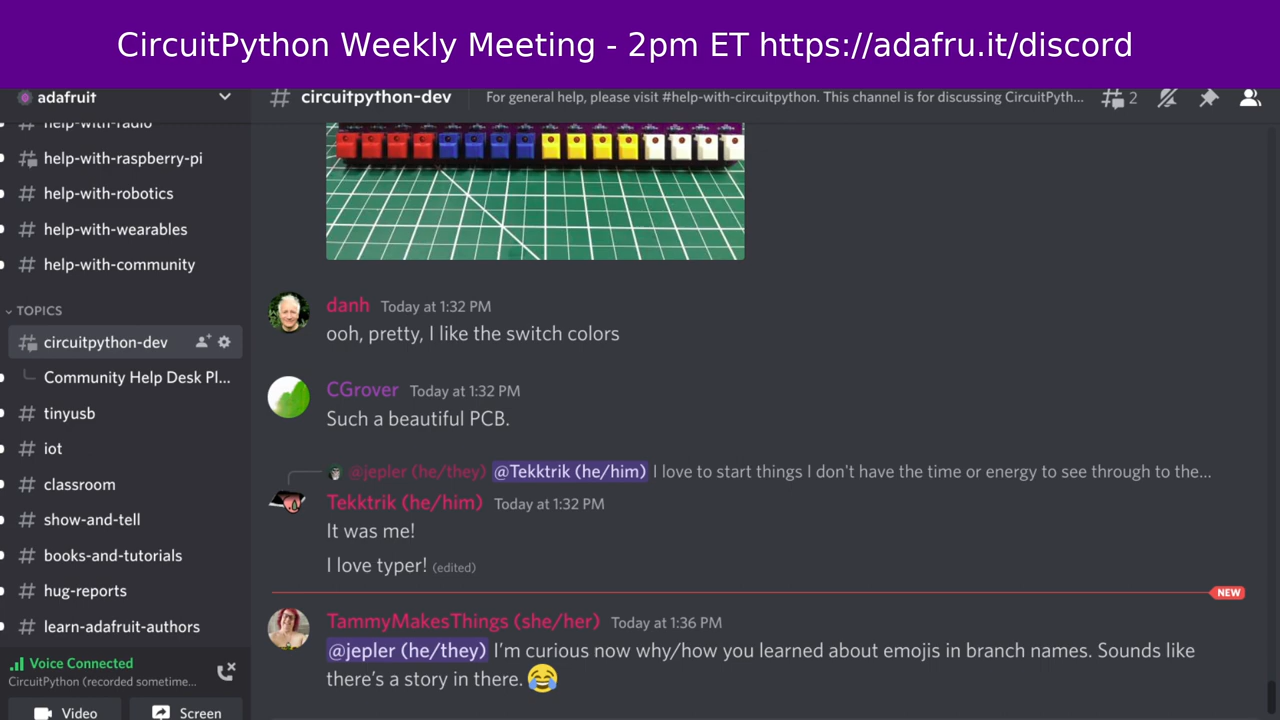 CircuitPython Weekly Meeting - 2pm ET https://adafru.it/discord
adafruit
help-with-radio
help-with-raspberry-pi
help-with-robotics
help-with-wearables
help-with-community
TOPICS
circuitpython-dev
Community Help Desk Pl...
tinyusb
iot
classroom
show-and-tell
books-and-tutorials
hug-reports
learn-adafruit-authors
Voice Connected
CircuitPython (recorded sometime...
Video Screen
# circuitpython-dev For general help, please visit #help-with-circuitpython. This channel is for discussing CircuitPyth... 2
danh Today at 1:32 PM
ooh, pretty, I like the switch colors
CGrover Today at 1:32 PM
Such a beautiful PCB.
@jepler (he/they) @Tekktrik (he/him) I love to start things I don't have the time or energy to see through to the...
Tekktrik (he/him) Today at 1:32 PM
It was me!
I love typer! (edited)
NEW
TammyMakesThings (she/her) Today at 1:36 PM
@jepler (he/they) I'm curious now why/how you learned about emojis in branch names. Sounds like
there's a story in there. 😂